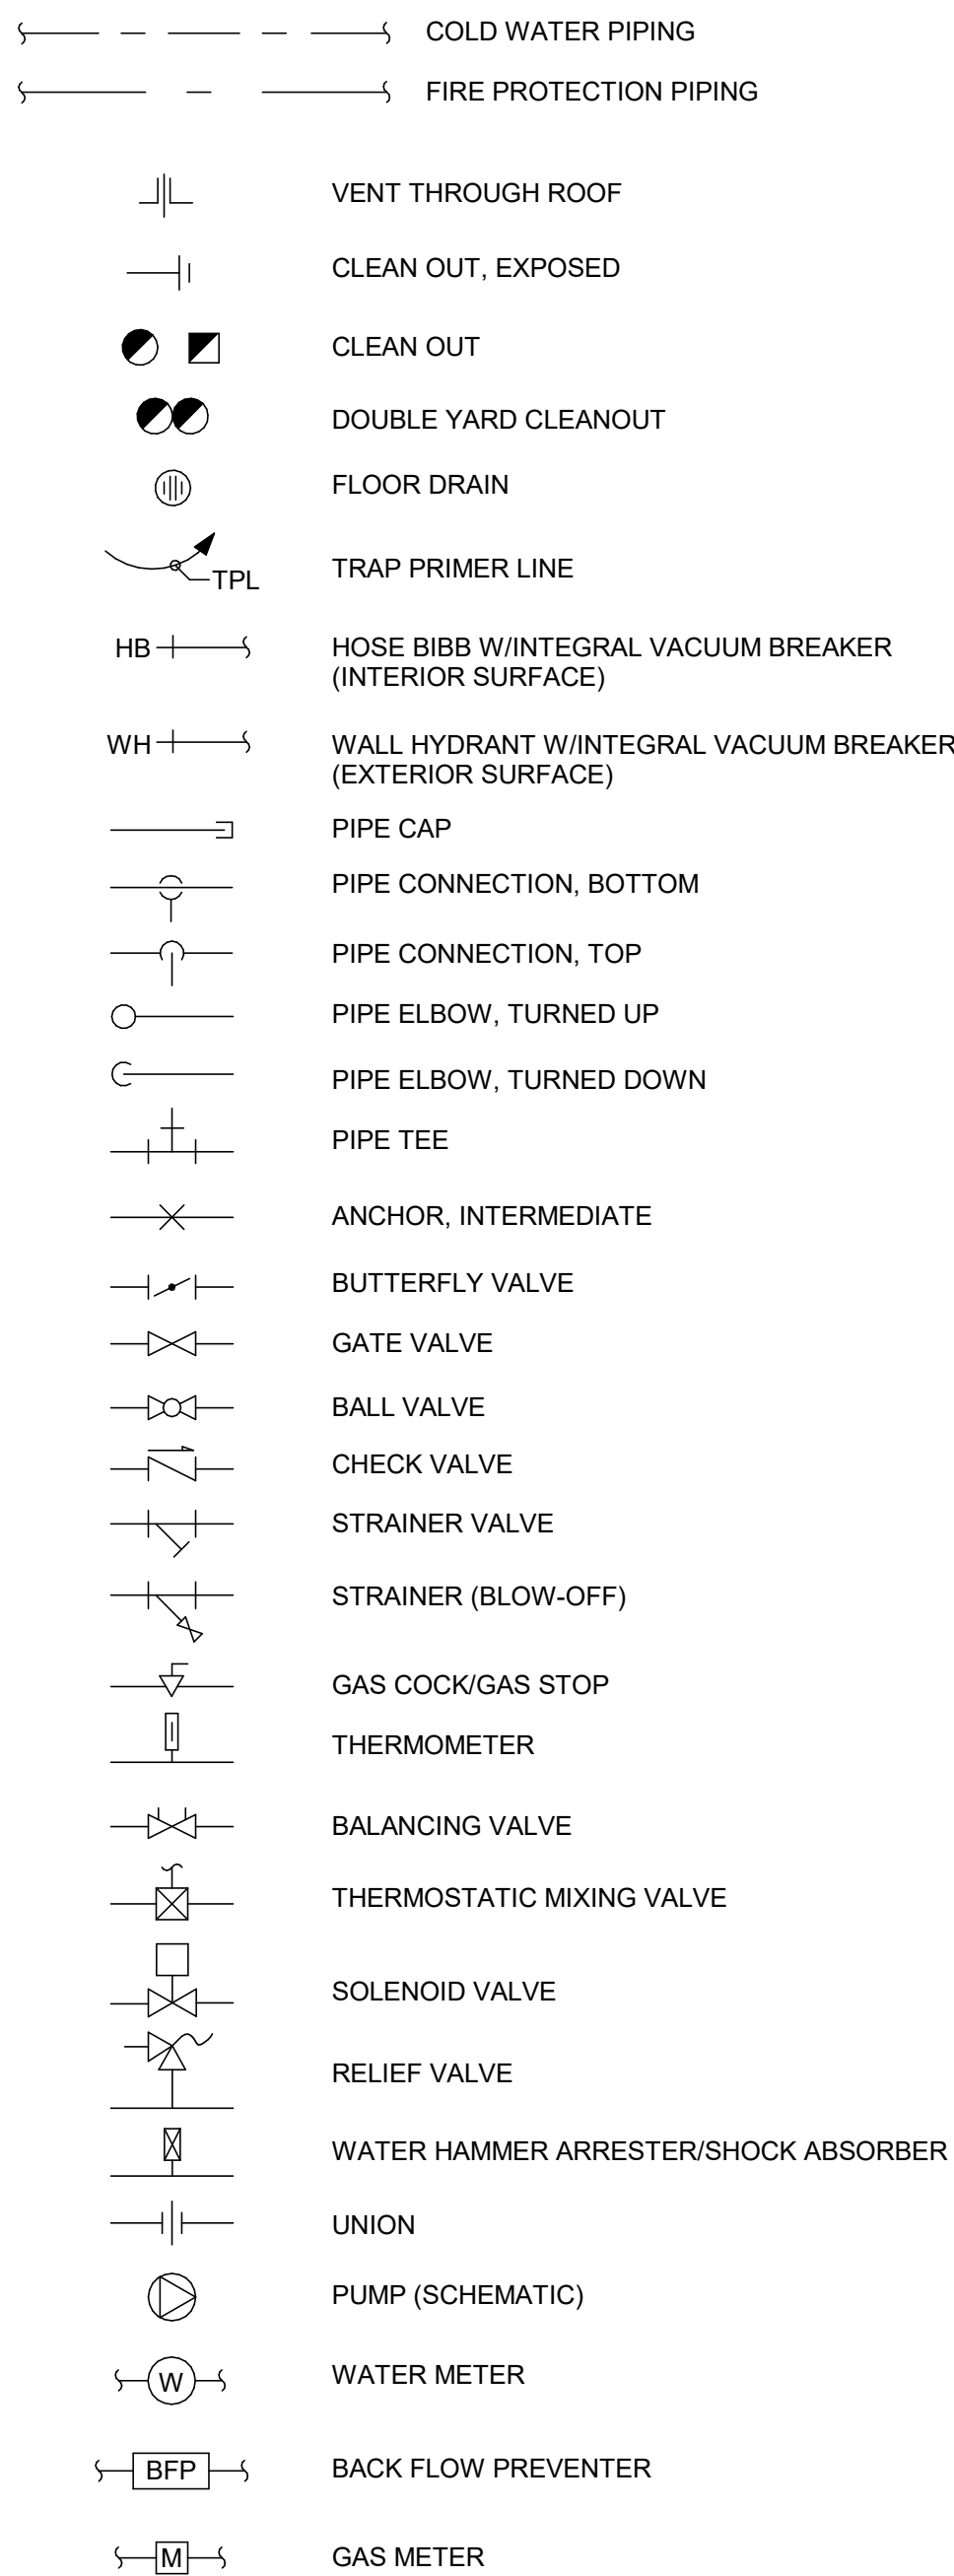 COLD WATER PIPING
FIRE PROTECTION PIPING
VENT THROUGH ROOF
CLEAN OUT, EXPOSED
CLEAN OUT
DOUBLE YARD CLEANOUT
FLOOR DRAIN
TPL TRAP PRIMER LINE
HB HOSE BIBB W/INTEGRAL VACUUM BREAKER
(INTERIOR SURFACE)
WH WALL HYDRANT W/INTEGRAL VACUUM BREAKER
(EXTERIOR SURFACE)
PIPE CAP
PIPE CONNECTION, BOTTOM
PIPE CONNECTION, TOP
PIPE ELBOW, TURNED UP
PIPE ELBOW, TURNED DOWN
PIPE TEE
ANCHOR, INTERMEDIATE
BUTTERFLY VALVE
GATE VALVE
BALL VALVE
CHECK VALVE
STRAINER VALVE
STRAINER (BLOW-OFF)
GAS COCK/GAS STOP
THERMOMETER
BALANCING VALVE
THERMOSTATIC MIXING VALVE
SOLENOID VALVE
RELIEF VALVE
WATER HAMMER ARRESTER/SHOCK ABSORBER
UNION
PUMP (SCHEMATIC)
W WATER METER
BFP BACK FLOW PREVENTER
M GAS METER